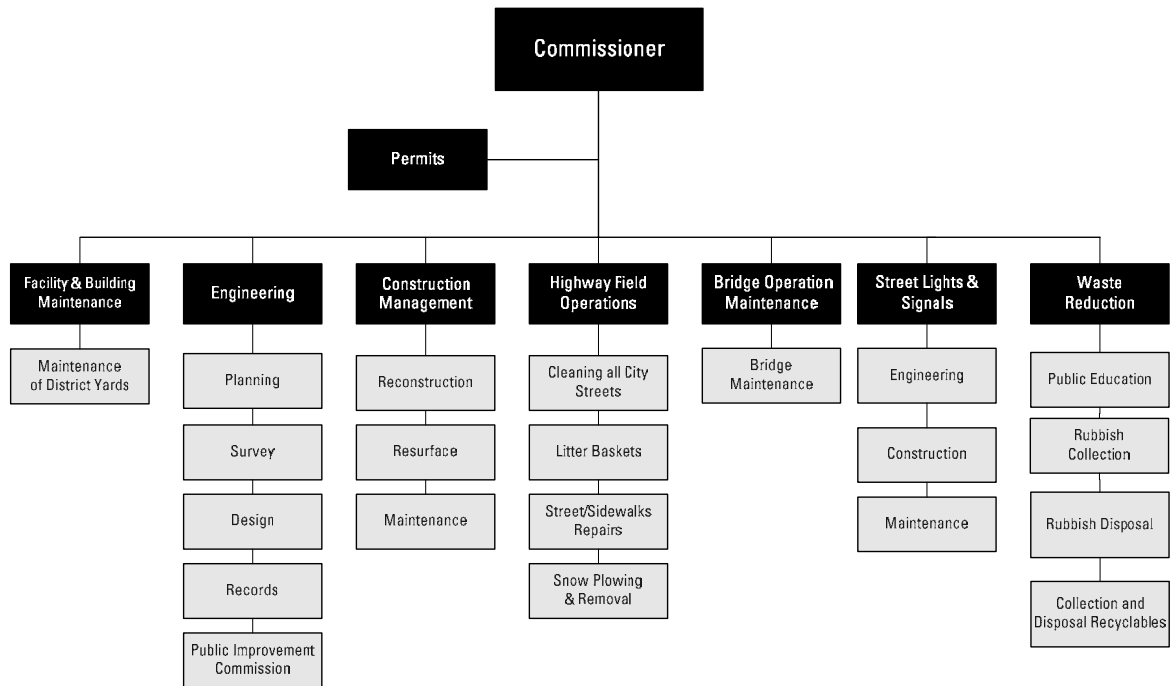 Commissioner
Permits
Facility & Building
Maintenance
Maintenance
of District Yards
Engineering
Planning
Survey
Design
Records
Public Improvement
Commission
Construction
Management
Reconstruction
Resurface
Maintenance
Highway Field
Operations
Cleaning all City
Streets
Litter Baskets
Street/Sidewalks
Repairs
Snow Plowing
& Removal
Bridge Operation
Maintenance
Bridge
Maintenance
Street Lights &
Signals
Engineering
Construction
Maintenance
Waste
Reduction
Public Education
Rubbish
Collection
Rubbish Disposal
Collection and
Disposal Recyclables